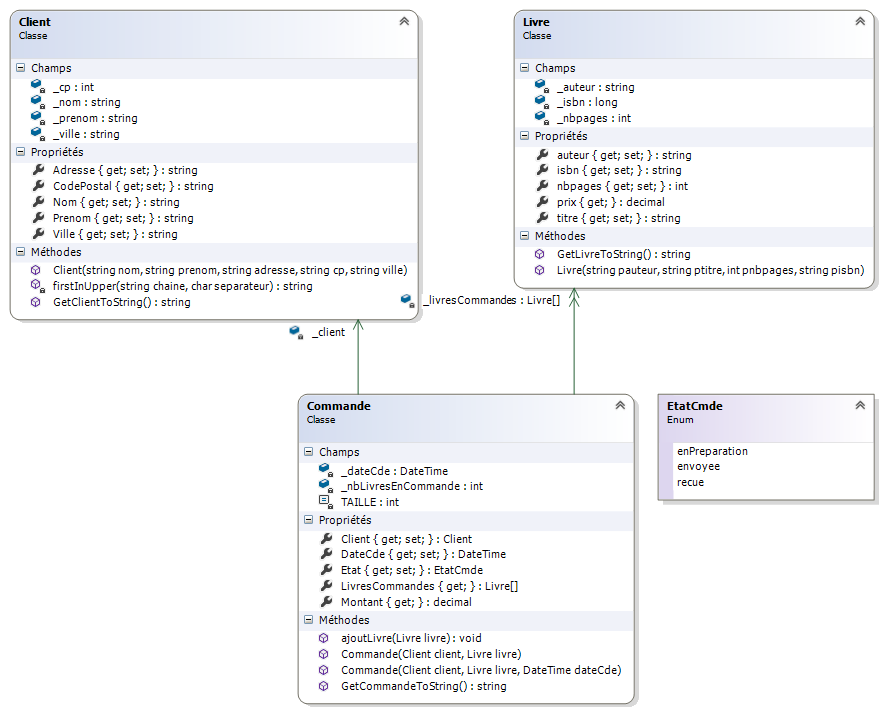 Client
Classe
Champs
_cp : int
_nom : string
_prenom : string
_ville : string
Propriétés
Adresse { get; set; } : string
CodePostal { get; set; } : string
Nom { get; set; } : string
Prenom { get; set; } : string
Ville { get; set; } : string
Méthodes
Client(string nom, string prenom, string adresse, string cp, string ville)
firstInUpper(string chaine, char separateur) : string
GetClientToString() : string
Livre
Classe
Champs
_auteur : string
_isbn : long
_nbpages : int
Propriétés
auteur { get; set; } : string
isbn { get; set; } : string
nbpages { get; set; } : int
prix { get; } : decimal
titre { get; set; } : string
Méthodes
GetLivreToString() : string
Livre(string pauteur, string ptitre, int pnbpages, string pisbn)
_livresCommandes : Livre[]
_client
Commande
Classe
Champs
_dateCde : DateTime
_nbLivresEnCommande : int
TAILLE : int
Propriétés
Client { get; set; } : Client
DateCde { get; set; } : DateTime
Etat { get; set; } : EtatCmde
LivresCommandes { get; } : Livre[]
Montant { get; } : decimal
Méthodes
ajoutLivre(Livre livre) : void
Commande(Client client, Livre livre)
Commande(Client client, Livre livre, DateTime dateCde)
GetCommandeToString() : string
EtatCmde
Enum
enPreparation
envoyee
recue